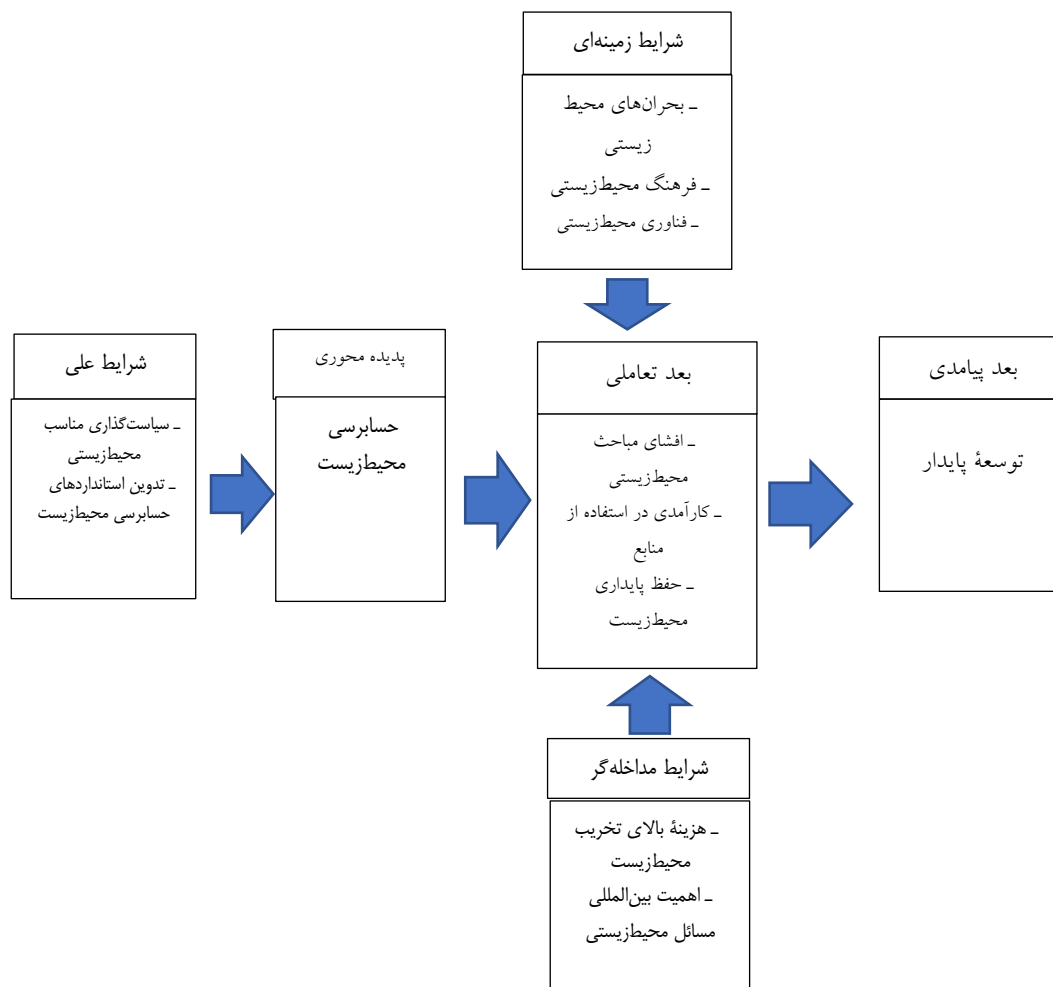 شرایط زمینه‌ای
ـ بحران‌های محیط
زیستی
ـ فرهنگ محیط‌زیستی
ـ فناوری محیط‌زیستی
شرایط علی
ـ سیاست‌گذاری مناسب
محیط‌زیستی
ـ تدوین استانداردهای
حسابرسی محیط‌زیست
پدیده محوری
حسابرسی
محیط‌زیست
بعد تعاملی
ـ افشای مباحث
محیط‌زیستی
ـ کارآمدی در استفاده از
منابع
ـ حفظ پایداری
محیط‌زیست
بعد پیامدی
توسعۀ پایدار
شرایط مداخله‌گر
ـ هزینۀ بالای تخریب
محیط‌زیست
ـ اهمیت بین‌المللی
مسائل محیط‌زیستی